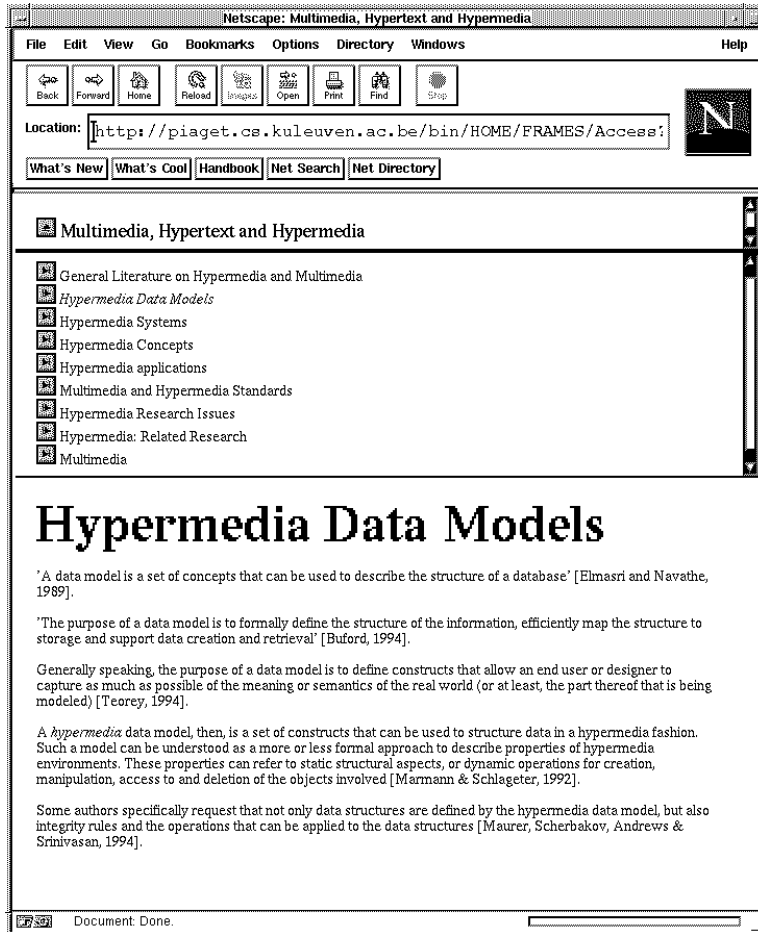 Netscape: Multimedia, Hypertext and Hypermedia
File Edit View Go Bookmarks Options Directory Windows Help
Back Forward Home Reload Images Open Print Find Stop
Location: http://piaget.cs.kuleuven.ac.be/bin/HOME/FRAMES/Access?
N
What's New What's Cool Handbook Net Search Net Directory
Multimedia, Hypertext and Hypermedia
General Literature on Hypermedia and Multimedia
Hypermedia Data Models
Hypermedia Systems
Hypermedia Concepts
Hypermedia applications
Multimedia and Hypermedia Standards
Hypermedia Research Issues
Hypermedia: Related Research
Multimedia
Hypermedia Data Models
'A data model is a set of concepts that can be used to describe the structure of a database' [Elmasri and Navathe,
1989].
'The purpose of a data model is to formally define the structure of the information, efficiently map the structure to
storage and support data creation and retrieval' [Buford, 1994].
Generally speaking, the purpose of a data model is to define constructs that allow an end user or designer to
capture as much as possible of the meaning or semantics of the real world (or at least, the part thereof that is being
modeled) [Teorey, 1994].
A hypermedia data model, then, is a set of constructs that can be used to structure data in a hypermedia fashion.
Such a model can be understood as a more or less formal approach to describe properties of hypermedia
environments. These properties can refer to static structural aspects, or dynamic operations for creation,
manipulation, access to and deletion of the objects involved [Marmann & Schlageter, 1992].
Some authors specifically request that not only data structures are defined by the hypermedia data model, but also
integrity rules and the operations that can be applied to the data structures [Maurer, Scherbakov, Andrews &
Srinivasan, 1994].
Document: Done.